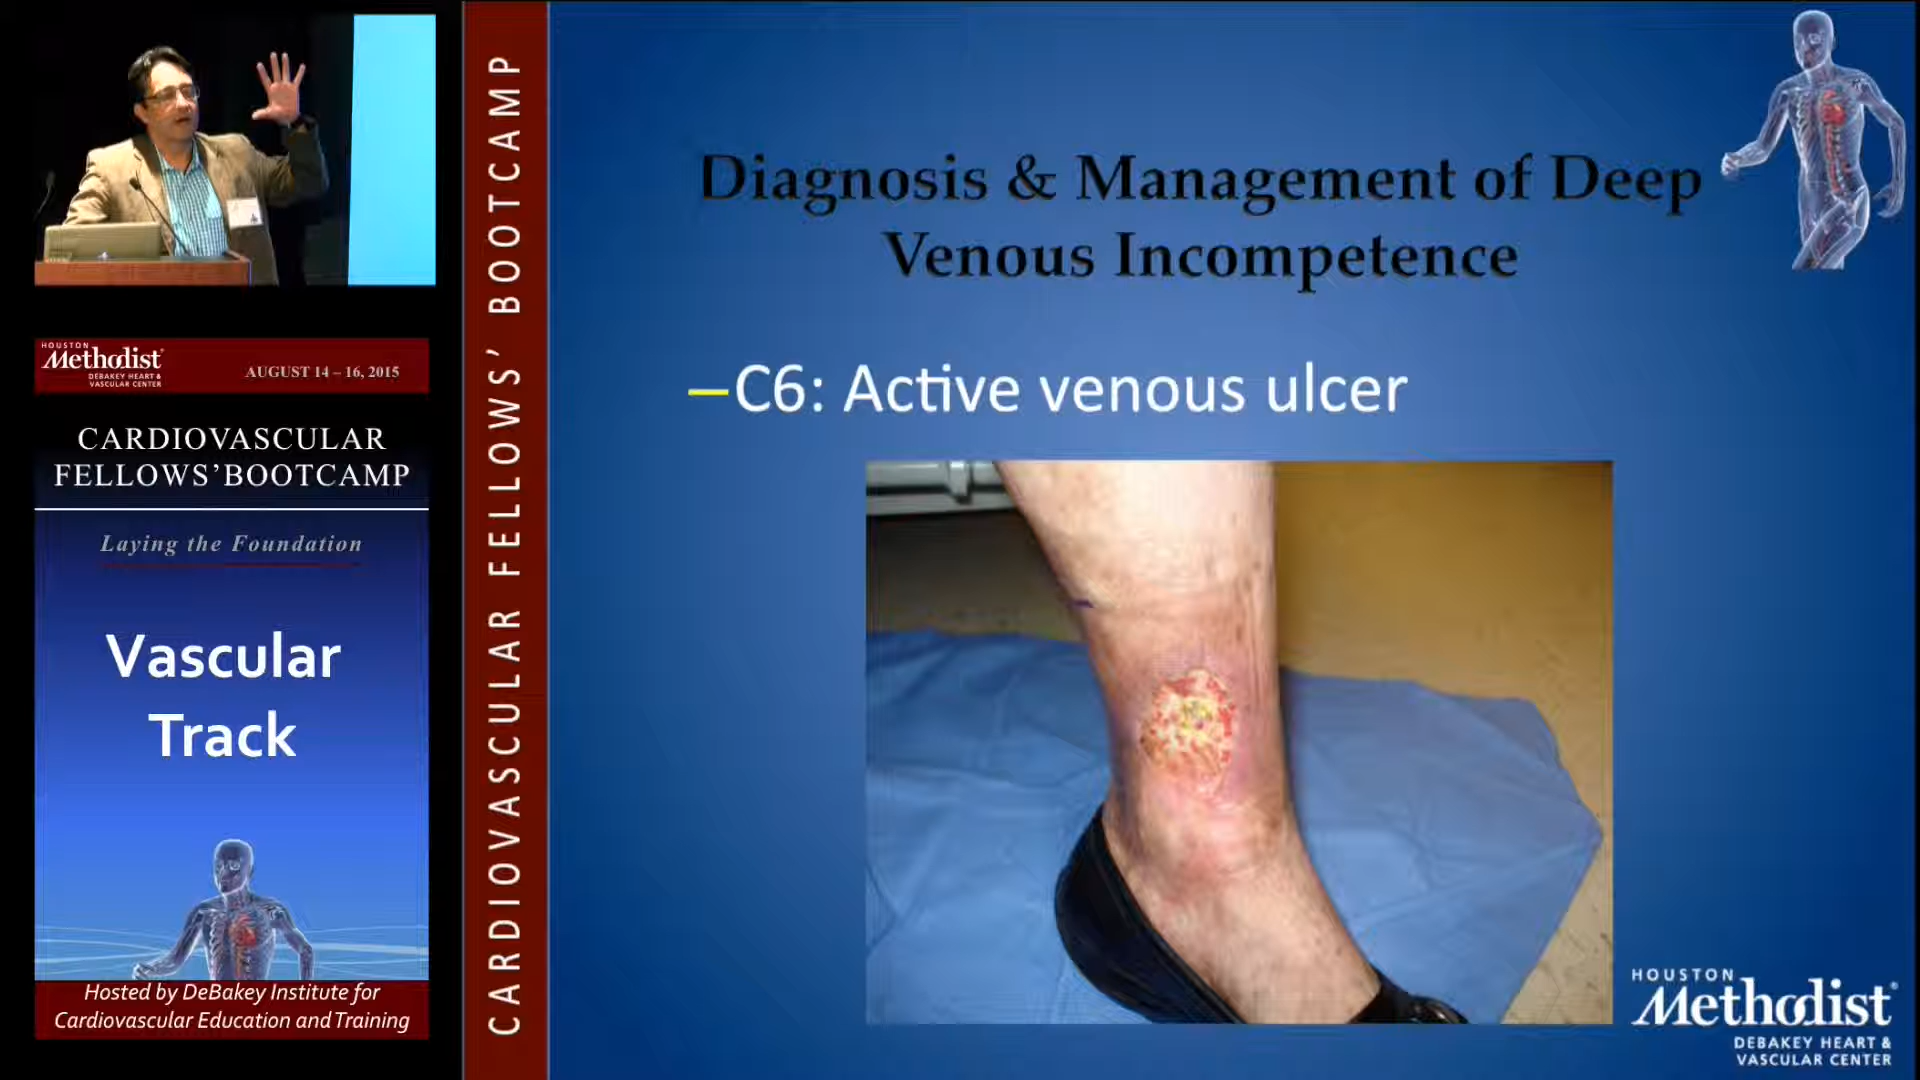 HOUSTON
Methodist
DEBAKEY HEART &
VASCULAR CENTER
AUGUST 14 – 16, 2015
CARDIOVASCULAR
FELLOWS’BOOTCAMP
Laying the Foundation
Vascular
Track
Hosted by DeBakey Institute for
Cardiovascular Education and Training
CARDIOVASCULAR FELLOWS’ BOOTCAMP
Diagnosis & Management of Deep
Venous Incompetence
–C6: Active venous ulcer
HOUSTON
Methodist
DEBAKEY HEART &
VASCULAR CENTER